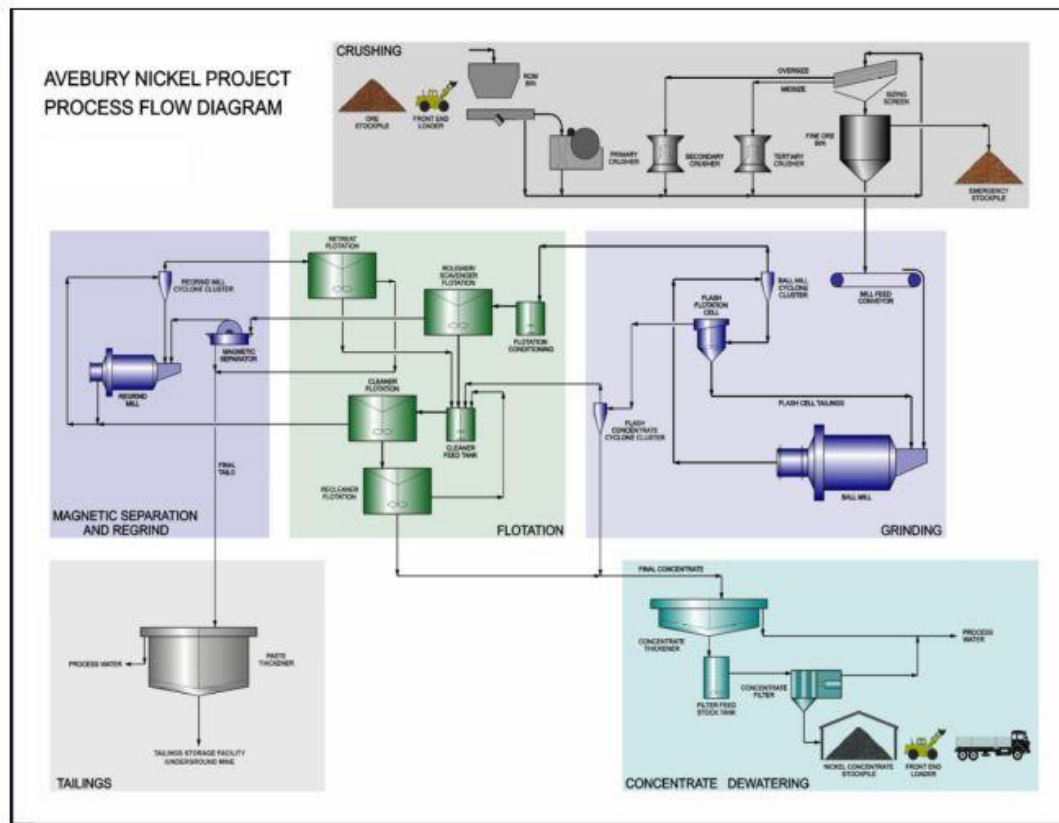 AVEBURY NICKEL PROJECT
PROCESS FLOW DIAGRAM
CRUSHING
ORE
STOCKPILE
FRONT END
LOADER
ROM
BIN
PRIMARY
CRUSHER
OVERSIZE
MIDSIZE
SECONDARY
CRUSHER
TERTIARY
CRUSHER
SIZING
SCREEN
FINE ORE
BIN
EMERGENCY
STOCKPILE
REGRIND MILL
CYCLONE CLUSTER
MAGNETIC
SEPARATOR
REGRIND
MILL
FINAL
TAILS
MAGNETIC SEPARATION
AND REGRIND
RETREAT
FLOTATION
ROUGHER/
SCAVENGER
FLOTATION
FLOTATION
CONDITIONING
CLEANER
FLOTATION
CLEANER
FEED TANK
RECLEANER
FLOTATION
FLOTATION
BALL MILL
CYCLONE
CLUSTER
MILL FEED
CONVEYOR
FLASH
FLOTATION
CELL
FLASH
CONCENTRATE
CYCLONE CLUSTER
FLASH CELL TAILINGS
BALL MILL
GRINDING
PROCESS WATER
PASTE
THICKENER
TAILINGS STORAGE FACILITY
/UNDERGROUND MINE
TAILINGS
FINAL CONCENTRATE
CONCENTRATE
THICKENER
PROCESS
WATER
FILTER FEED
STOCK TANK
CONCENTRATE
FILTER
NICKEL CONCENTRATE
STOCKPILE
FRONT END
LOADER
CONCENTRATE DEWATERING